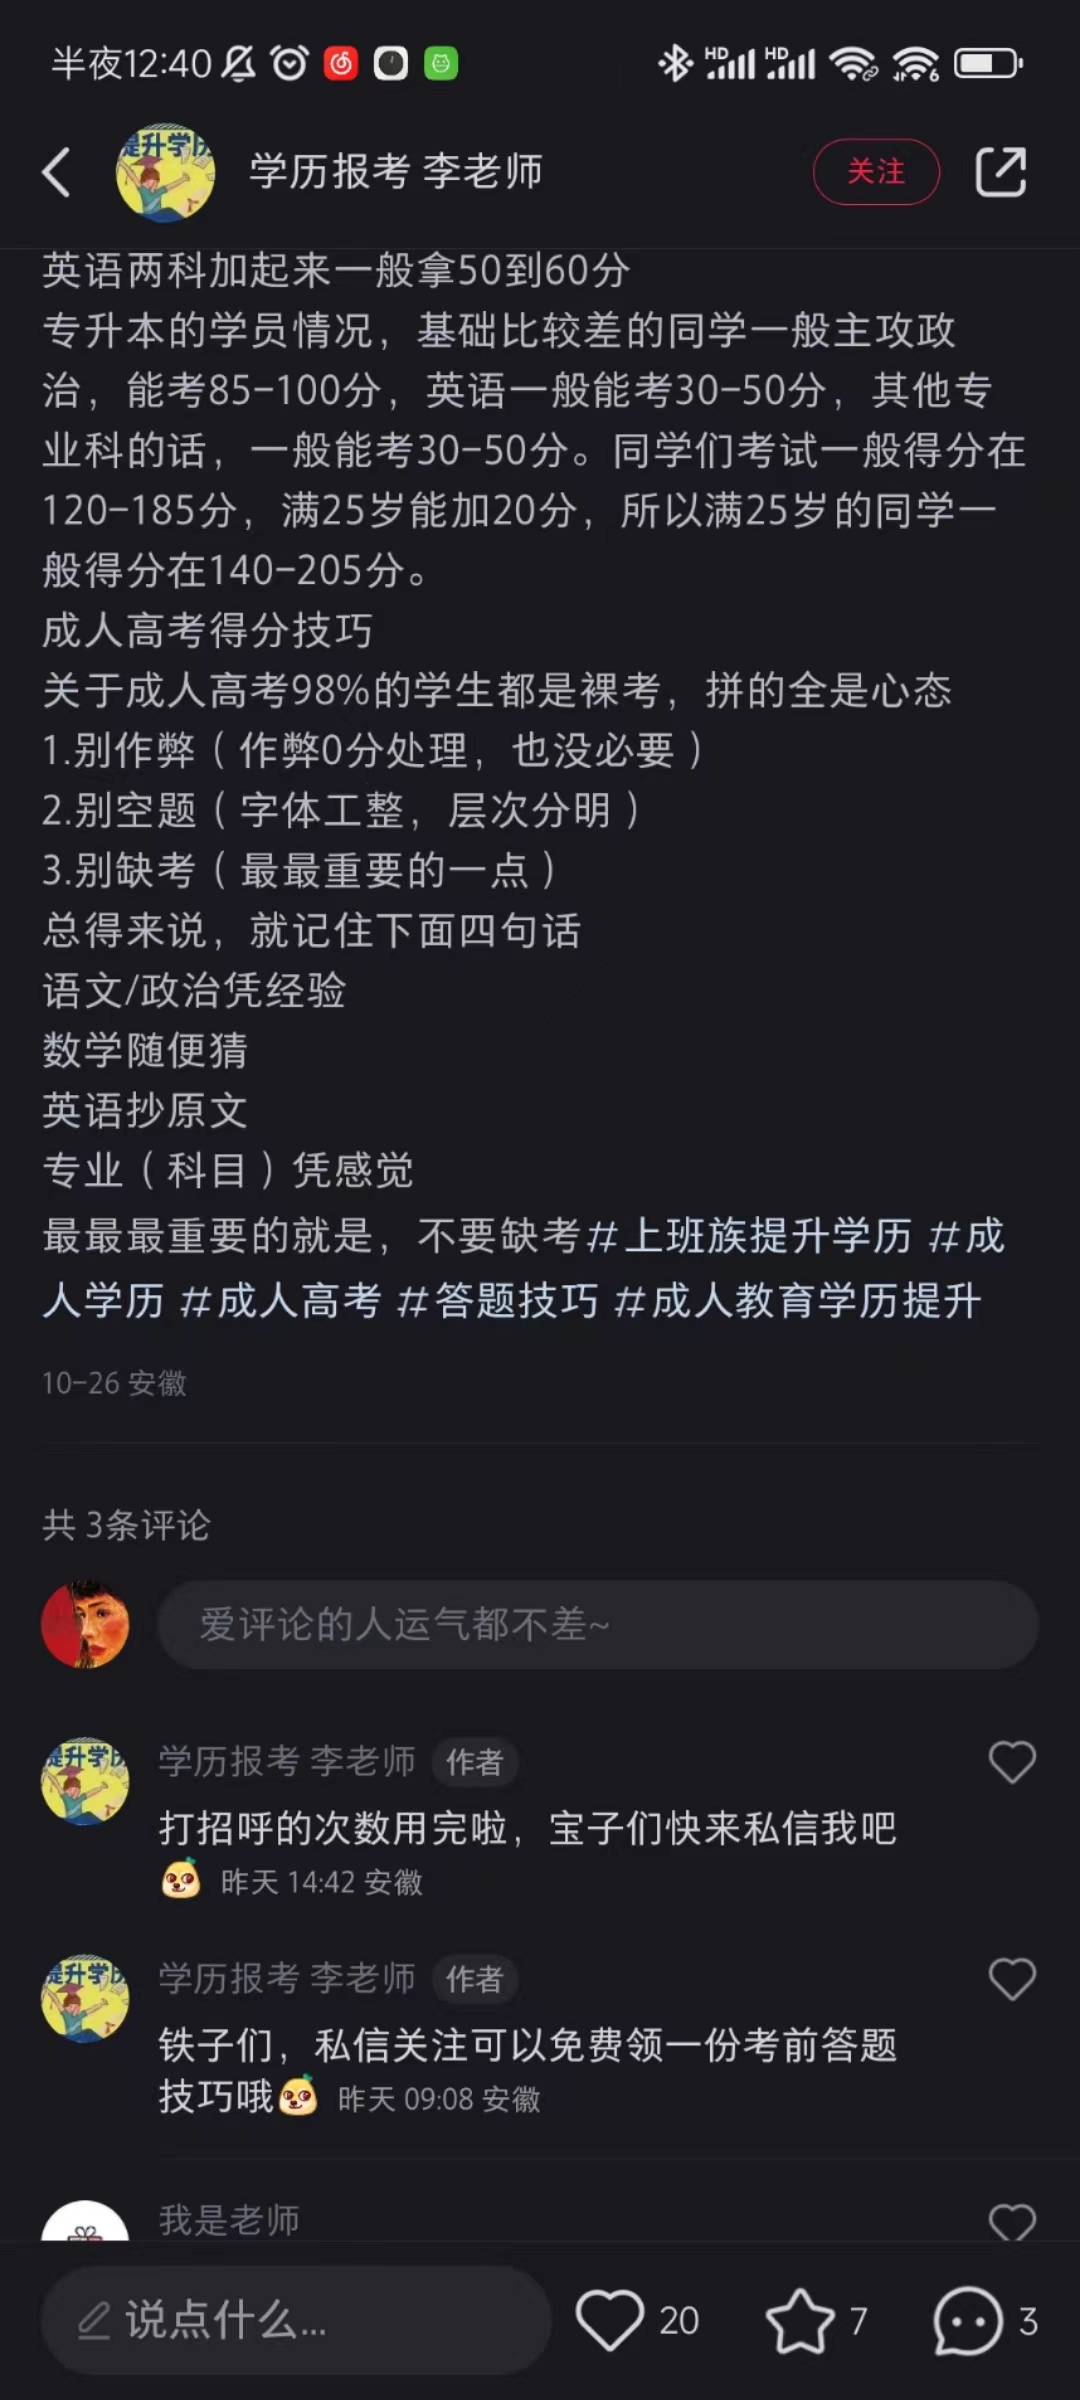 半夜12:40
HD
HD
6
提升学历
学历报考 李老师
关注
英语两科加起来一般拿50到60分
专升本的学员情况，基础比较差的同学一般主攻政
治，能考85-100分，英语一般能考30-50分，其他专
业科的话，一般能考30-50分。同学们考试一般得分在
120-185分，满25岁能加20分，所以满25岁的同学一
般得分在140-205分。
成人高考得分技巧
关于成人高考98%的学生都是裸考，拼的全是心态
1.别作弊（作弊0分处理，也没必要）
2.别空题（字体工整，层次分明）
3.别缺考（最最重要的一点）
总得来说，就记住下面四句话
语文/政治凭经验
数学随便猜
英语抄原文
专业（科目）凭感觉
最最最重要的就是，不要缺考#上班族提升学历 #成
人学历 #成人高考 #答题技巧 #成人教育学历提升
10-26 安徽
共 3条评论
爱评论的人运气都不差~
提升学历
学历报考 李老师 作者
打招呼的次数用完啦，宝子们快来私信我吧
昨天 14:42 安徽
提升学历
学历报考 李老师 作者
铁子们，私信关注可以免费领一份考前答题
技巧哦 昨天 09:08 安徽
我是老师
说点什么... 20 7 3